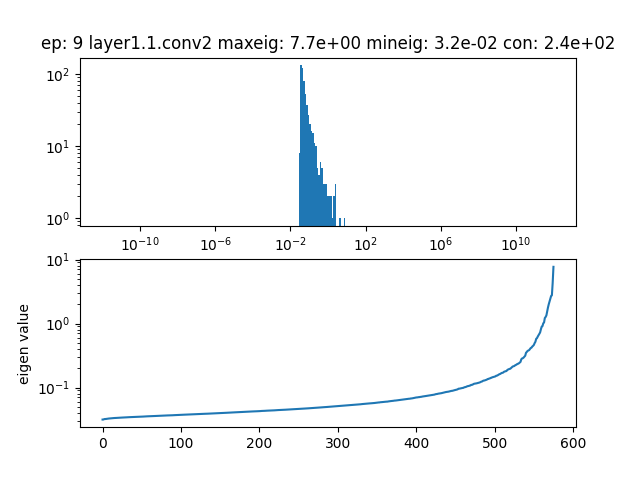 ep: 9 layer1.1.conv2 maxeig: 7.7e+00 mineig: 3.2e-02 con: 2.4e+02
10²
10¹
10⁰
10⁻¹⁰ 10⁻⁶ 10⁻² 10² 10⁶ 10¹⁰
10¹
10⁰
10⁻¹
eigen value
0 100 200 300 400 500 600